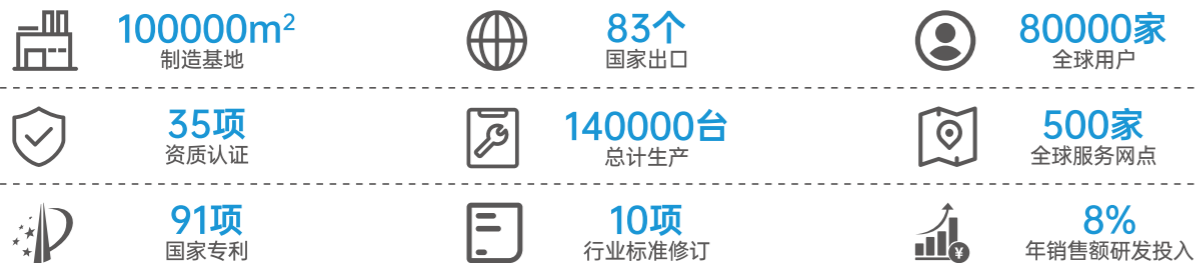 100000m²
制造基地
83个
国家出口
80000家
全球用户
35项
资质认证
140000台
总计生产
500家
全球服务网点
91项
国家专利
10项
行业标准修订
8%
年销售额研发投入
¥